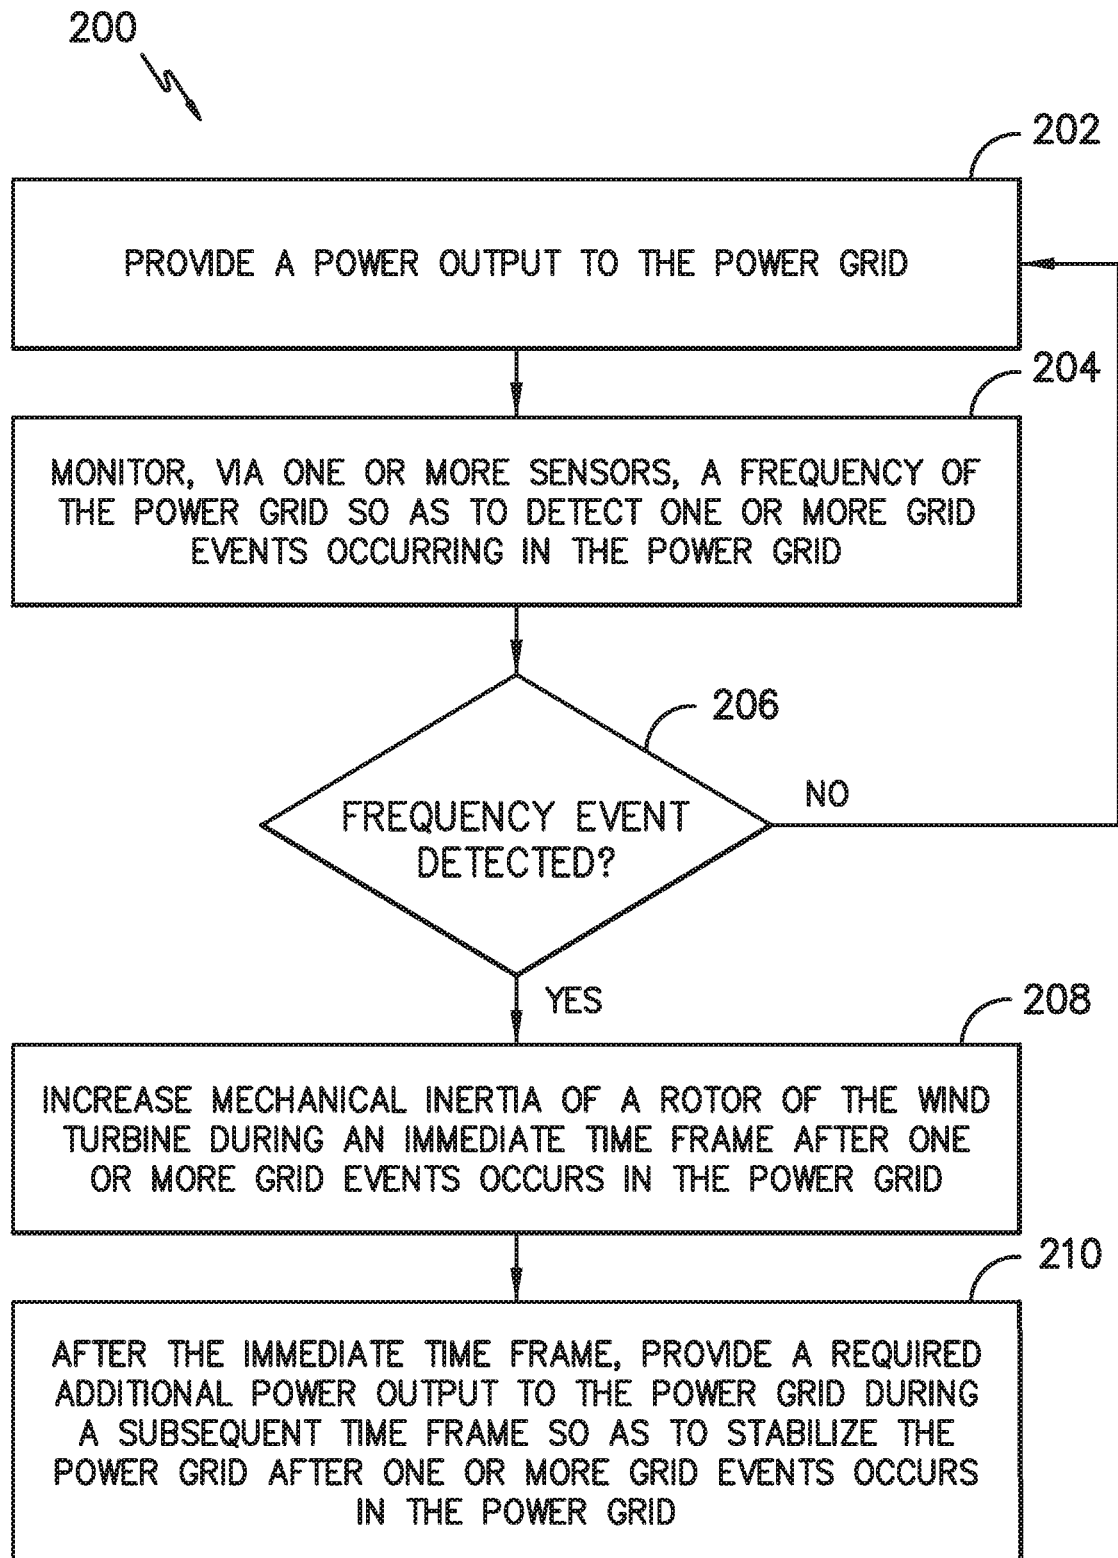 200
202
PROVIDE A POWER OUTPUT TO THE POWER GRID
204
MONITOR, VIA ONE OR MORE SENSORS, A FREQUENCY OF
THE POWER GRID SO AS TO DETECT ONE OR MORE GRID
EVENTS OCCURRING IN THE POWER GRID
206
FREQUENCY EVENT
DETECTED?
NO
YES
208
INCREASE MECHANICAL INERTIA OF A ROTOR OF THE WIND
TURBINE DURING AN IMMEDIATE TIME FRAME AFTER ONE
OR MORE GRID EVENTS OCCURS IN THE POWER GRID
210
AFTER THE IMMEDIATE TIME FRAME, PROVIDE A REQUIRED
ADDITIONAL POWER OUTPUT TO THE POWER GRID DURING
A SUBSEQUENT TIME FRAME SO AS TO STABILIZE THE
POWER GRID AFTER ONE OR MORE GRID EVENTS OCCURS
IN THE POWER GRID